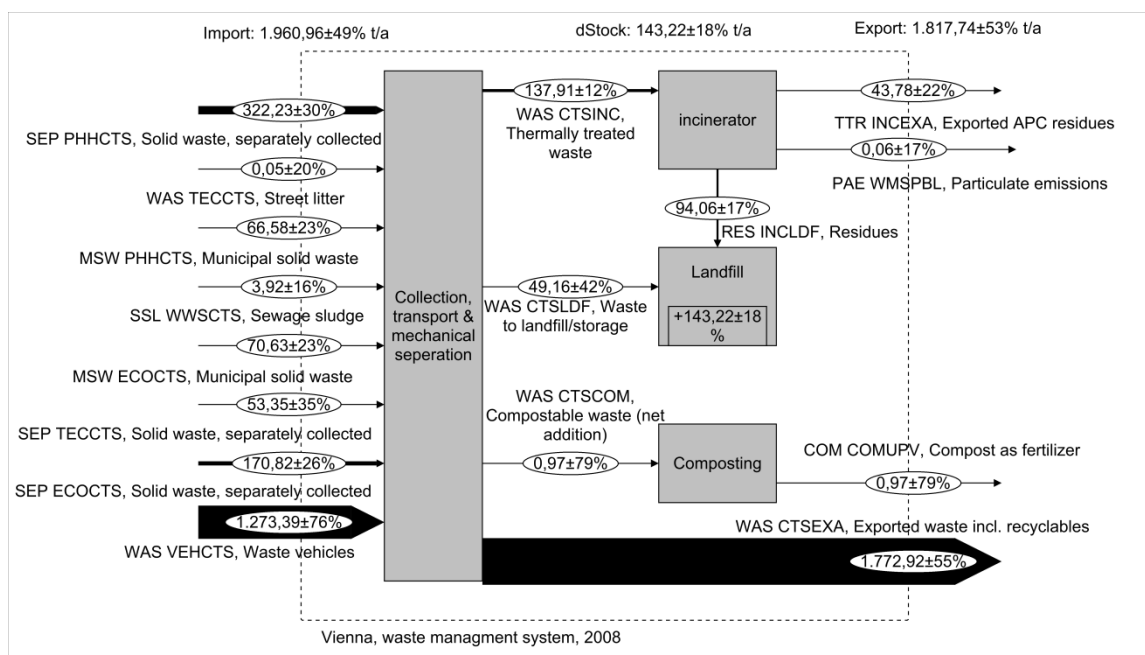 Import: 1.960,96±49% t/a
dStock: 143,22±18% t/a
Export: 1.817,74±53% t/a
322,23±30%
SEP PHHCTS, Solid waste, separately collected
0,05±20%
WAS TECCTS, Street litter
66,58±23%
MSW PHHCTS, Municipal solid waste
3,92±16%
SSL WWSCTS, Sewage sludge
70,63±23%
MSW ECOCTS, Municipal solid waste
53,35±35%
SEP TECCTS, Solid waste, separately collected
170,82±26%
SEP ECOCTS, Solid waste, separately collected
1.273,39±76%
WAS VEHCTS, Waste vehicles
Collection,
transport &
mechanical
seperation
137,91±12%
WAS CTSINC,
Thermally treated
waste
incinerator
43,78±22%
TTR INCEXA, Exported APC residues
0,06±17%
PAE WMSPBL, Particulate emissions
94,06±17%
RES INCLDF, Residues
49,16±42%
WAS CTSLDF, Waste
to landfill/storage
Landfill
+143,22±18
%
WAS CTSCOM,
Compostable waste (net
addition)
0,97±79%
Composting
COM COMUPV, Compost as fertilizer
0,97±79%
WAS CTSEXA, Exported waste incl. recyclables
1.772,92±55%
Vienna, waste managment system, 2008